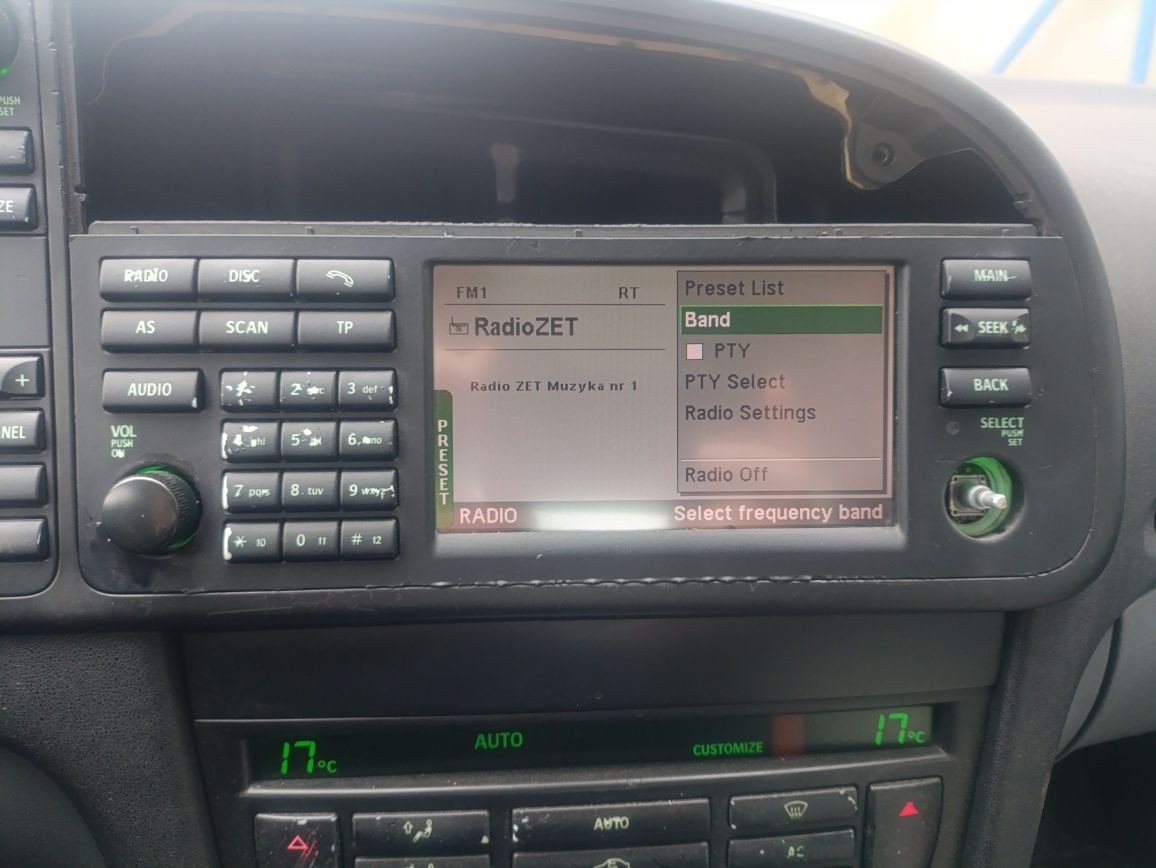 PUSH
SET
ZE
+
NEL
RADIO
DISC
AS
SCAN
TP
AUDIO
VOL
PUSH
ON
2
3 def
4 ghi
5
6 mno
7 pqrs
8 tuv
9 wxyz
* 10
0 11
# 12
FM1
RT
RadioZET
Radio ZET Muzyka nr 1
PRESET
RADIO
Preset List
Band
PTY
PTY Select
Radio Settings
Radio Off
Select frequency band
MAIN
SEEK
BACK
SELECT
PUSH
SET
17°C
AUTO
CUSTOMIZE
17°C
AUTO
AC